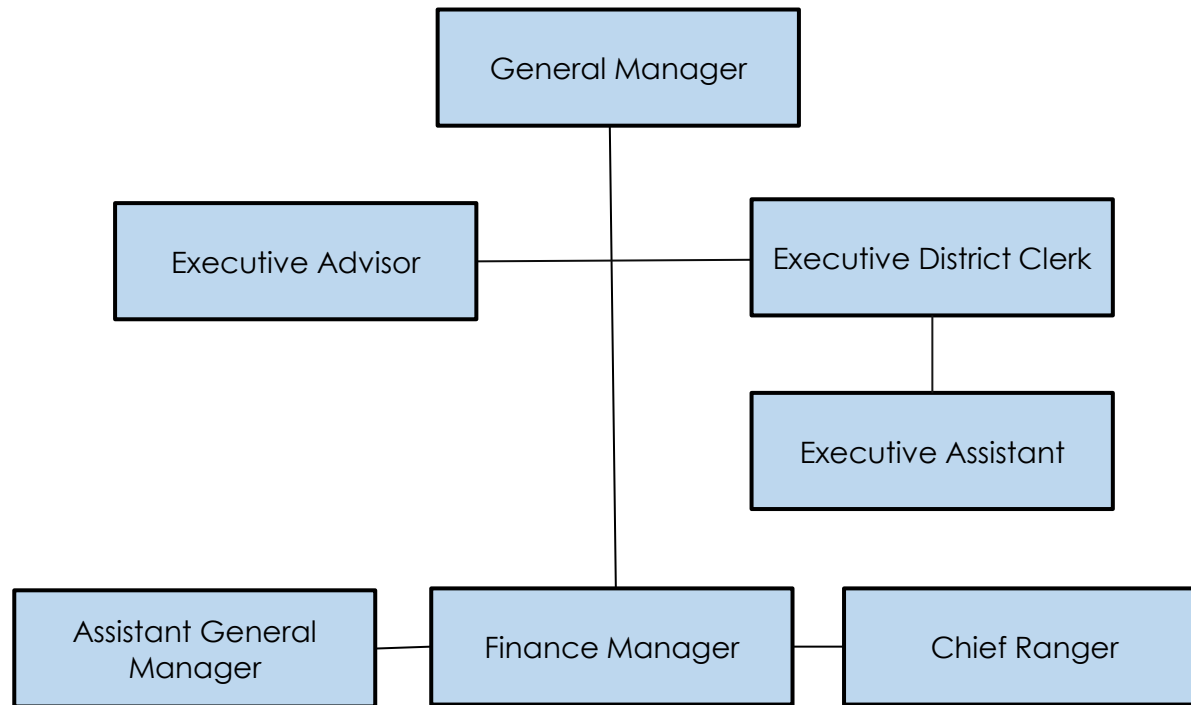 General Manager
Executive Advisor
Executive District Clerk
Executive Assistant
Assistant General
Manager
Finance Manager
Chief Ranger